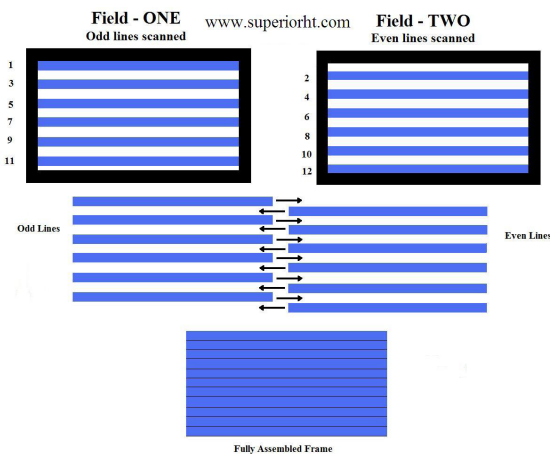 Field - ONE
Odd lines scanned
www.superiorht.com
Field - TWO
Even lines scanned
1
3
5
7
9
11
2
4
6
8
10
12
Odd Lines
Even Lines
Fully Assembled Frame